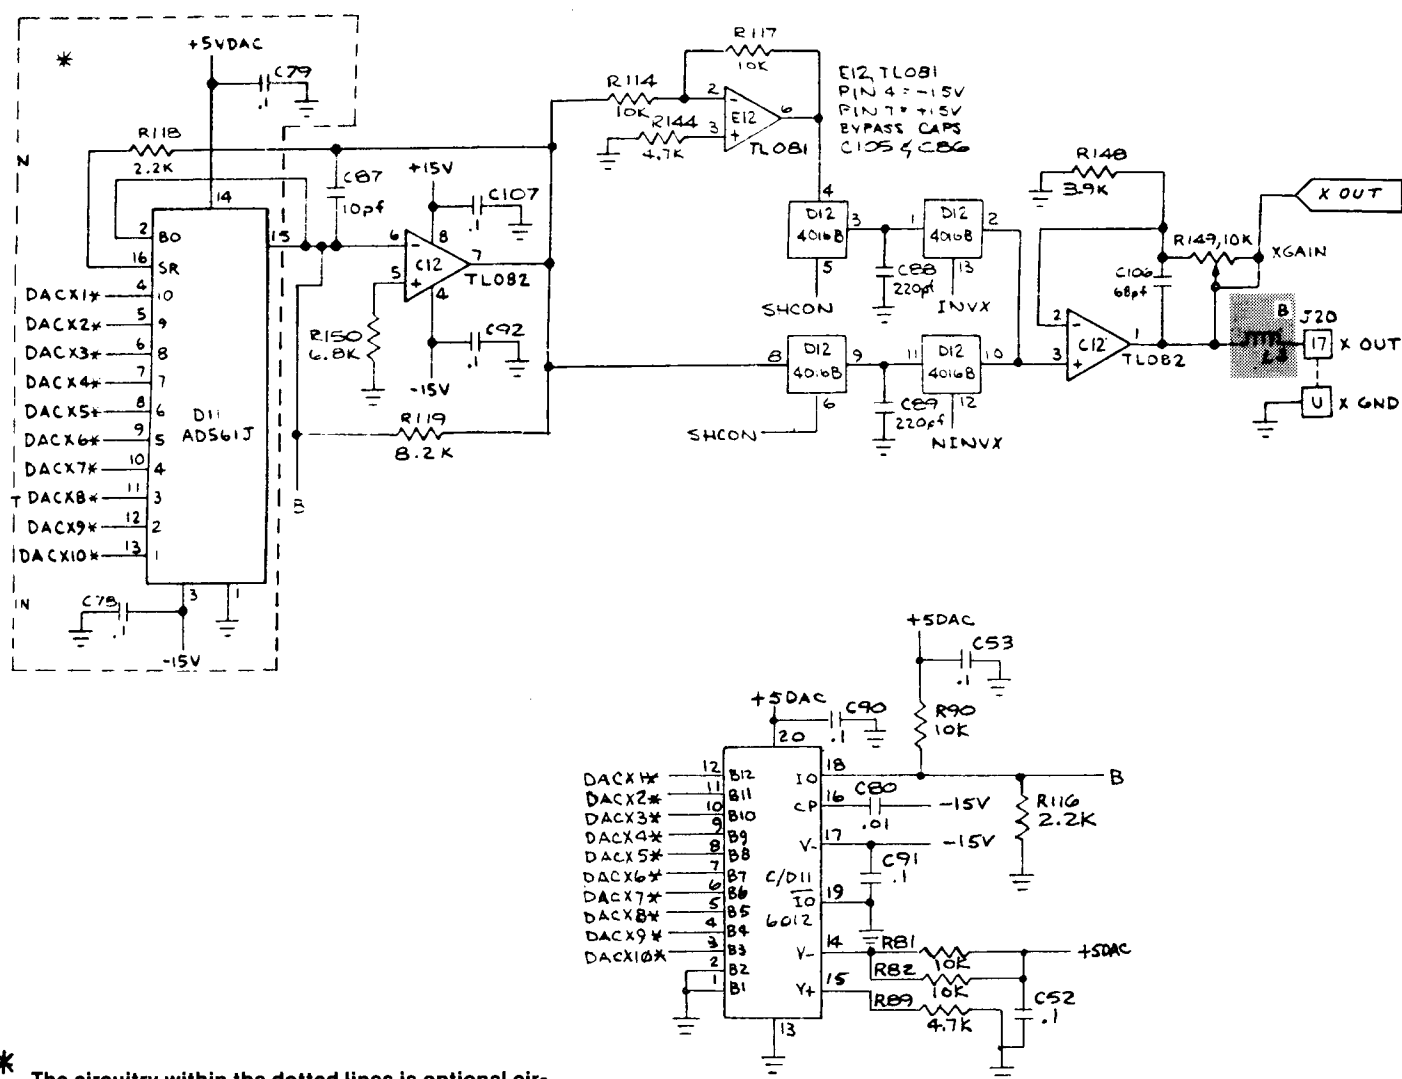 *
+5VDAC
C79
.1
R118
2.2K
N
C87
10pf
14
2 BO
15
16 SR
DACX1* 4 10
DACX2* 5 9
DACX3* 6 8
DACX4* 7 7
DACX5* 8 6
DACX6* 9 5
DACX7* 10 4
T DACX8* 11 3
DACX9* 12 2
DACX10* 13 1
D11
AD561J
IN
C78
.1
3
1
-15V
+15V
C107
.1
6 -
8
7
C12
TL082
5 +
4
R150
6.8K
C92
.1
-15V
R119
8.2K
B
R117
10K
R114
10K
2 -
6
E12
3 +
TL081
R144
4.7K
E12, TL081
PIN 4 = -15V
PIN 7 = +15V
BYPASS CAPS
C105 & C86
4
D12
4016B
3
5
SHCON
C88
220pf
1
D12
4016B
2
13
INVX
8
D12
4016B
9
6
SHCON
C89
220pf
11
D12
4016B
10
12
NINVX
R148
3.9K
R149, 10K
XGAIN
X OUT
C106
68pf
2 -
1
C12
3 +
TL082
B
L3
J20
17 X OUT
U X GND
+5DAC
C53
.1
R90
10K
+5DAC
C90
.1
20
DACX1* 12 B12
DACX2* 11 B11
DACX3* 10 B10
DACX4* 9 B9
DACX5* 8 B8
DACX6* 7 B7
DACX7* 6 B6
DACX8* 5 B5
DACX9* 4 B4
DACX10* 3 B3
2 B2
1 B1
C/D11
6012
IO 18
B
R116
2.2K
CP 16
C80
.01
-15V
V- 17
-15V
C91
.1
IO 19
V- 14
R81
10K
+5DAC
R82
10K
V+ 15
R89
4.7K
C52
.1
13
*
The circuitry within the dotted lines is optional cir-